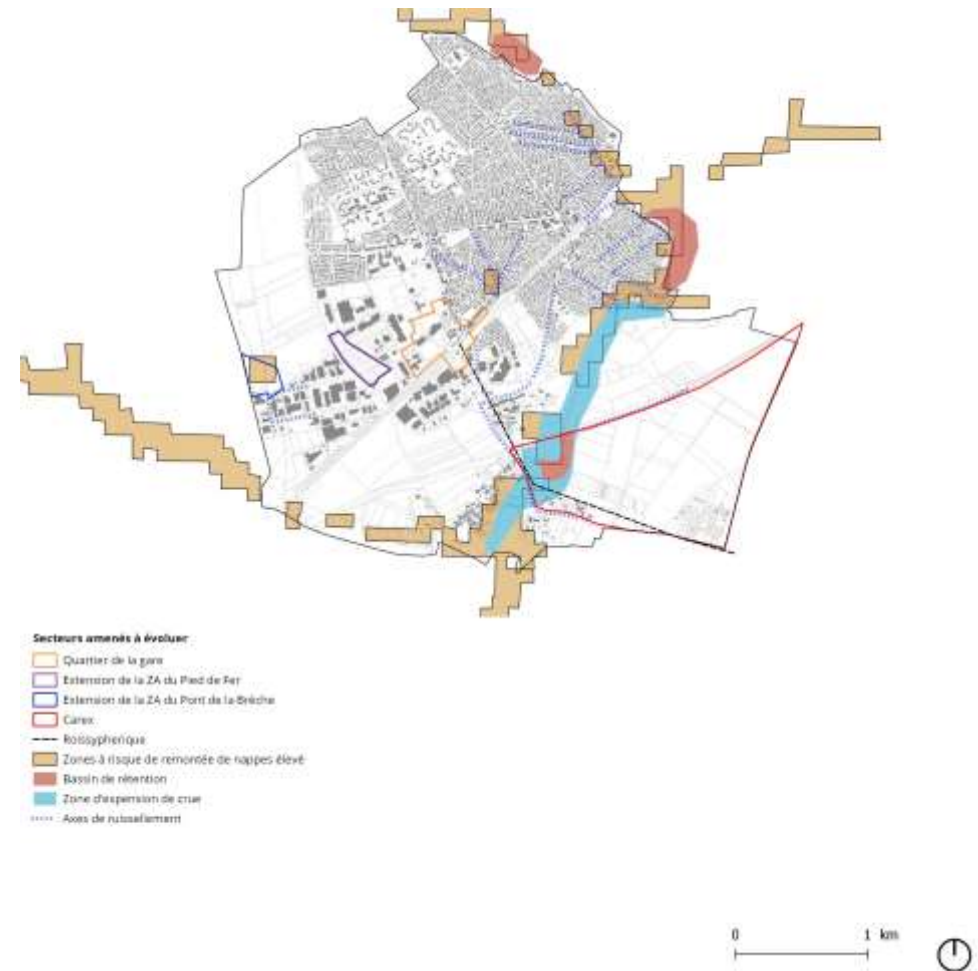 Secteurs amenés à évoluer
Quartier de la gare
Extension de la ZA du Pied de Fer
Extension de la ZA du Pont de la Brèche
Carex
Roissypherique
Zones à risque de remontée de nappes élevé
Bassin de rétention
Zone d'expension de crue
Axes de ruissellement
0 1 km